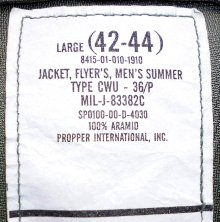 LARGE (42-44)
8415-01-010-1910
JACKET, FLYER'S, MEN'S SUMMER
TYPE CWU - 36/P
MIL-J-83382C
SPO100-00-D-4030
100% ARAMID
PROPPER INTERNATIONAL, INC.